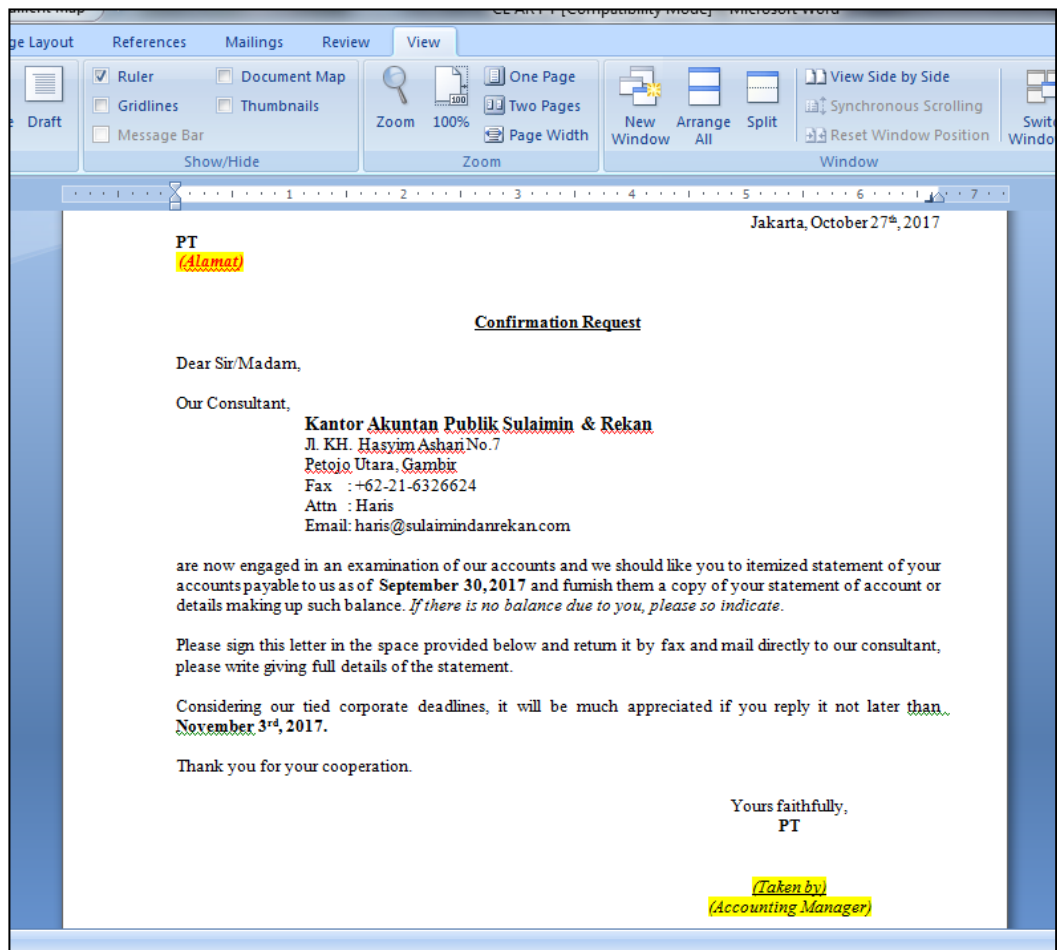 ge Layout References Mailings Review View
Ruler Document Map One Page View Side by Side
Gridlines Thumbnails Two Pages Synchronous Scrolling
Draft Message Bar Zoom 100% Page Width New Window Arrange All Split Reset Window Position
Show/Hide Zoom Window
1 2 3 4 5 6 7
Jakarta, October 27th, 2017
PT
(Alamat)
Confirmation Request
Dear Sir/Madam,
Our Consultant,
Kantor Akuntan Publik Sulaimin & Rekan
Jl. KH. Hasyim Ashari No.7
Petojo Utara, Gambir
Fax : +62-21-6326624
Attn : Haris
Email: haris@sulaimindanrekan.com
are now engaged in an examination of our accounts and we should like you to itemized statement of your
accounts payable to us as of September 30, 2017 and furnish them a copy of your statement of account or
details making up such balance. If there is no balance due to you, please so indicate.
Please sign this letter in the space provided below and return it by fax and mail directly to our consultant,
please write giving full details of the statement.
Considering our tied corporate deadlines, it will be much appreciated if you reply it not later than
November 3rd, 2017.
Thank you for your cooperation.
Yours faithfully,
PT
(Taken by)
(Accounting Manager)